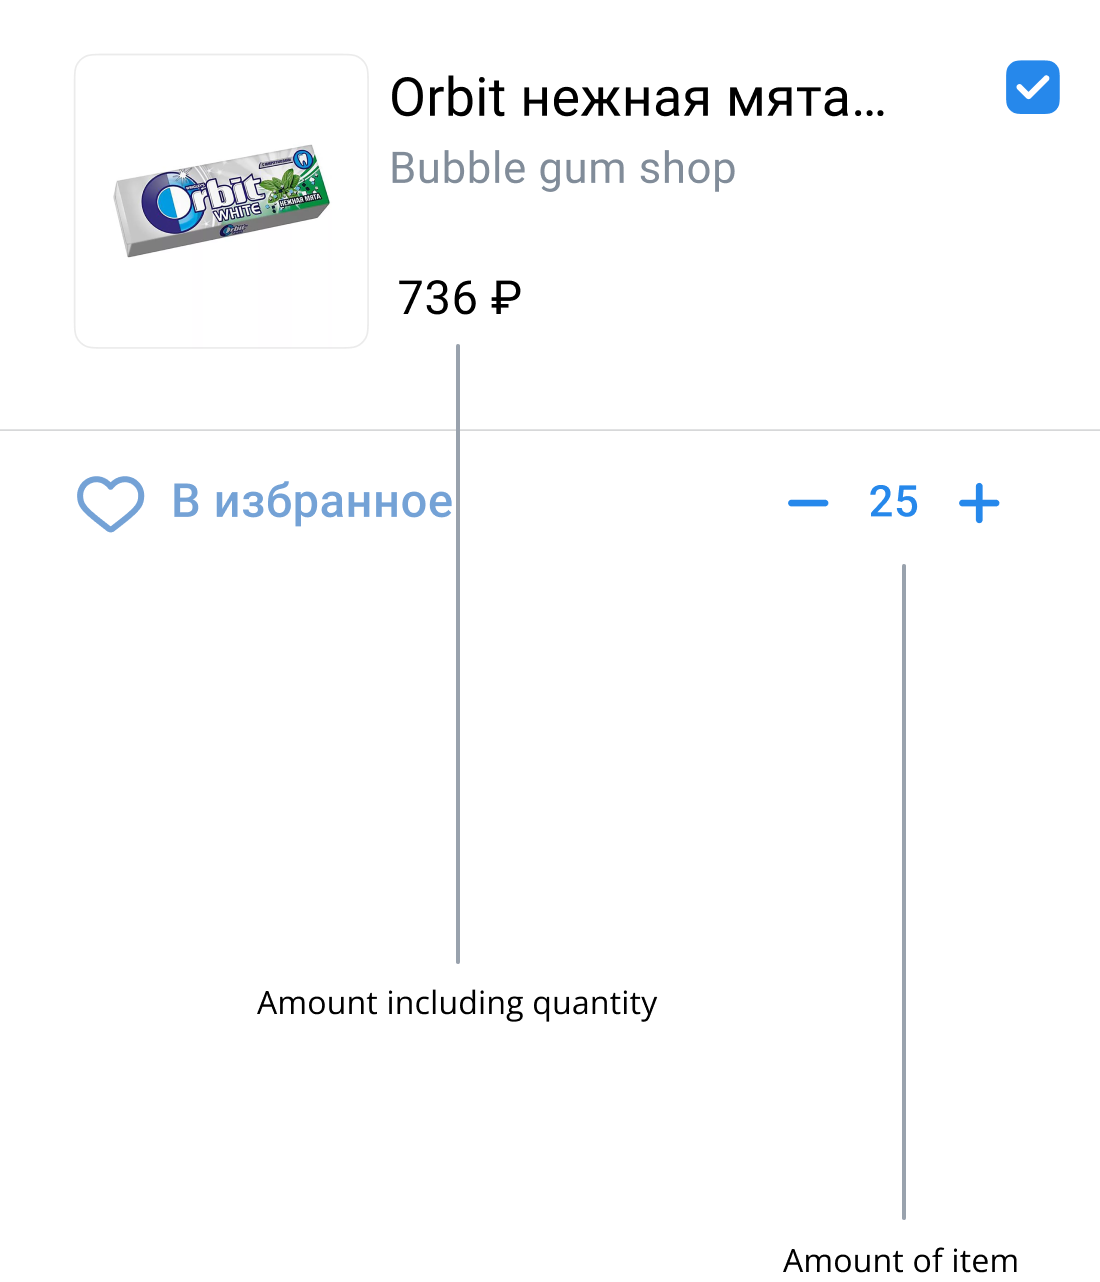 Orbit нежная мята...
Bubble gum shop
Orbit
WHITE
НЕЖНАЯ МЯТА
Orbit
736 ₽
В избранное
25
Amount including quantity
Amount of item